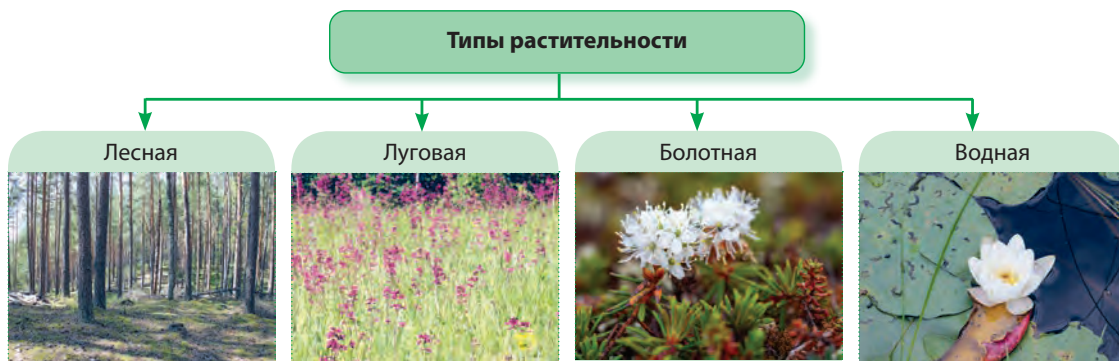 Типы растительности
Лесная
Луговая
Болотная
Водная